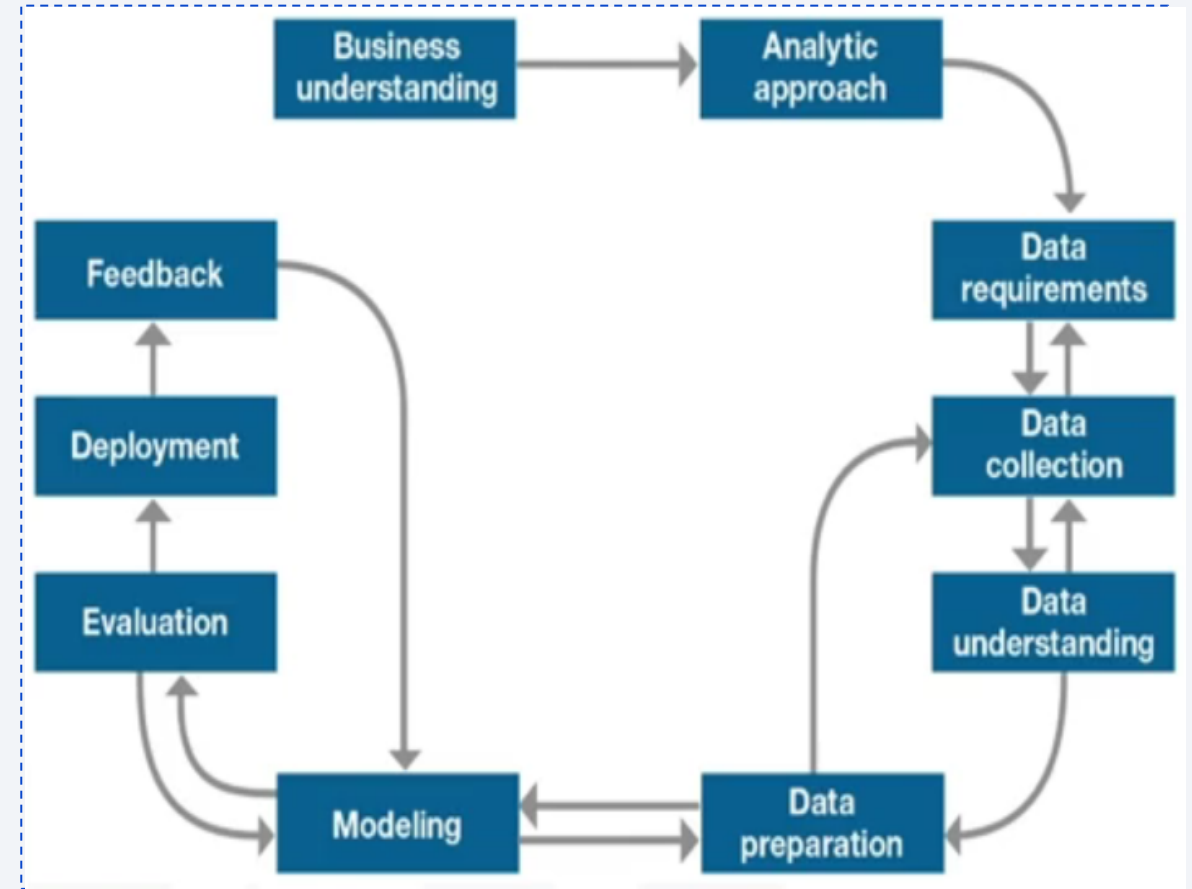 Business
understanding
Analytic
approach
Data
requirements
Data
collection
Data
understanding
Data
preparation
Modeling
Evaluation
Deployment
Feedback